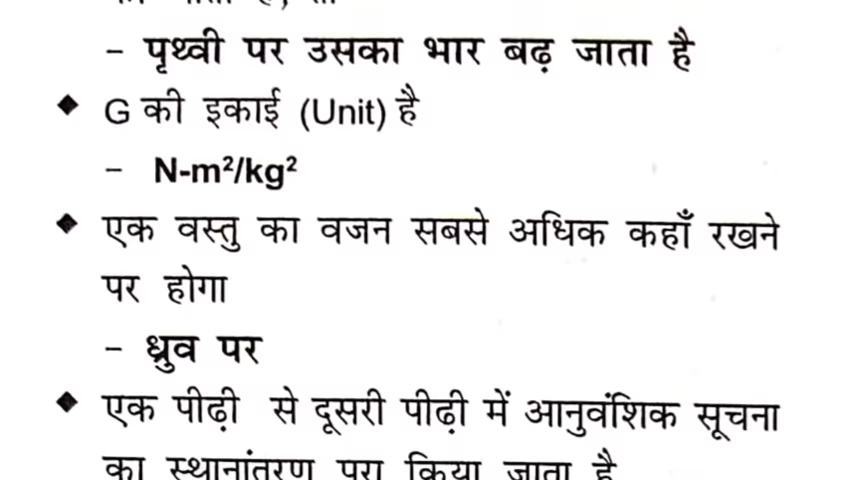 – पृथ्वी पर उसका भार बढ़ जाता है
◆ G की इकाई (Unit) है
– N-m²/kg²
◆ एक वस्तु का वजन सबसे अधिक कहाँ रखने
पर होगा
– ध्रुव पर
◆ एक पीढ़ी से दूसरी पीढ़ी में आनुवंशिक सूचना
का स्थानांतरण पूरा किया जाता है